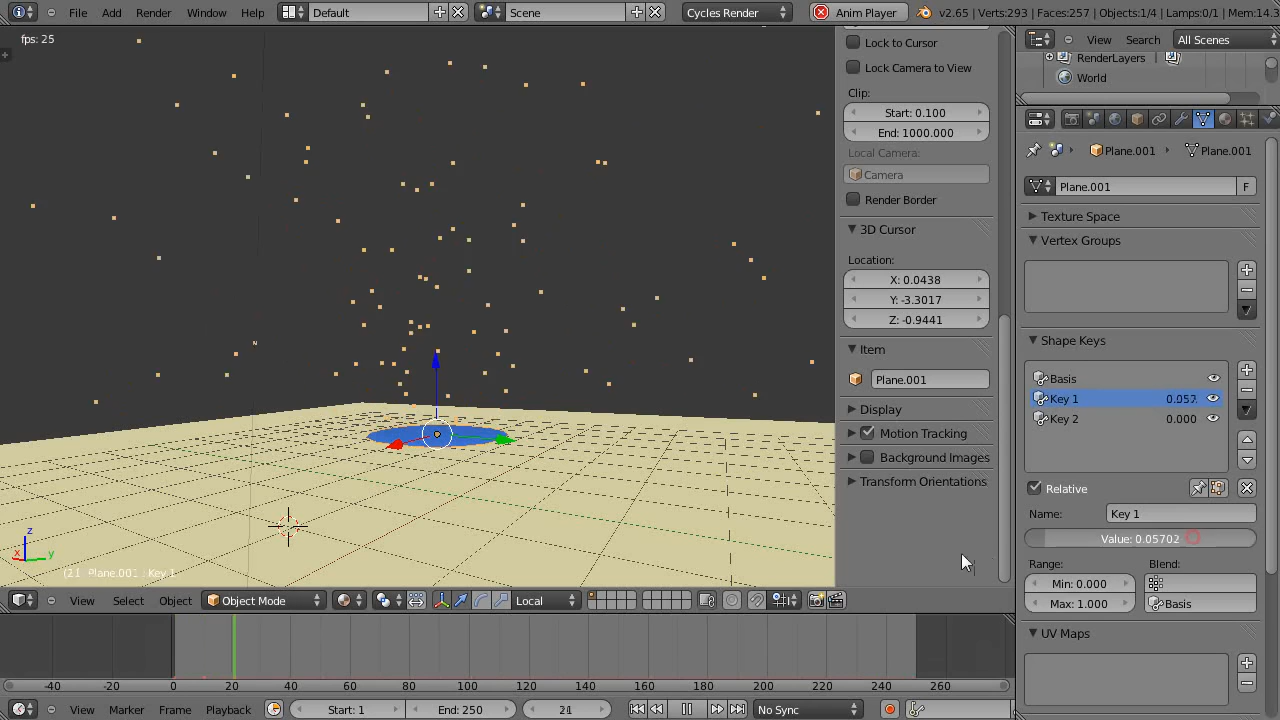 File Add Render Window Help Default Scene Cycles Render Anim Player v2.65 | Verts:293 | Faces:257 | Objects:1/4 | Lamps:0/1 | Mem:14.3
fps: 25
Lock to Cursor
Lock Camera to View
Clip:
Start: 0.100
End: 1000.000
Local Camera:
Camera
Render Border
3D Cursor
Location:
X: 0.0438
Y: -3.3017
Z: -0.9441
Item
Plane.001
Display
Motion Tracking
Background Images
Transform Orientations
View Search All Scenes
RenderLayers |
World
Plane.001 Plane.001
Plane.001 F
Texture Space
Vertex Groups
Shape Keys
Basis
Key 1 0.057
Key 2 0.000
Relative
Name: Key 1
Value: 0.05702
Range: Blend:
Min: 0.000
Max: 1.000 Basis
UV Maps
z
x y
(21) Plane.001 : Key 1
View Select Object Object Mode Local
-40 -20 0 20 40 60 80 100 120 140 160 180 200 220 240 260
View Marker Frame Playback Start: 1 End: 250 21 No Sync